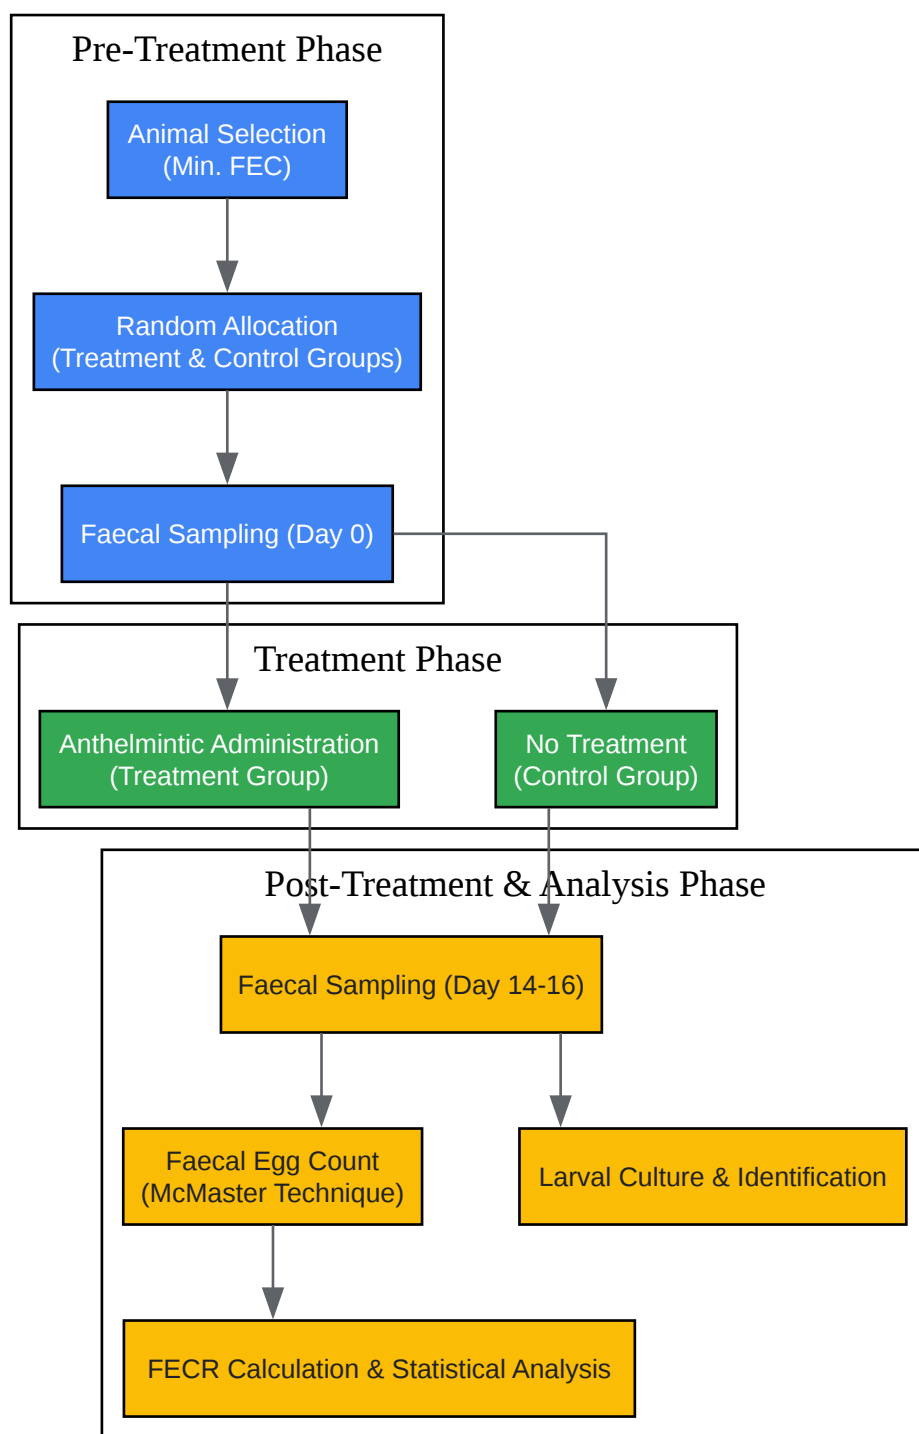 Pre-Treatment Phase
Animal Selection
(Min. FEC)
Random Allocation
(Treatment & Control Groups)
Faecal Sampling (Day 0)
Treatment Phase
Anthelmintic Administration
(Treatment Group)
No Treatment
(Control Group)
Post-Treatment & Analysis Phase
Faecal Sampling (Day 14-16)
Faecal Egg Count
(McMaster Technique)
Larval Culture & Identification
FECR Calculation & Statistical Analysis